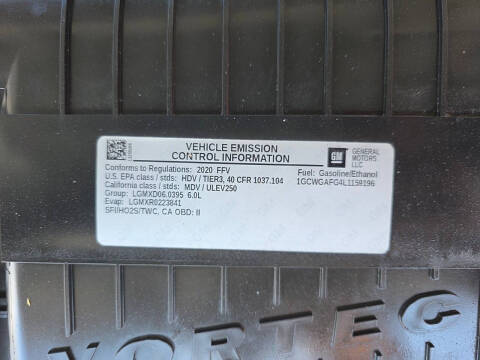 VEHICLE EMISSION
CONTROL INFORMATION
GM
GENERAL
MOTORS
LLC
Conforms to Regulations: 2020 FFV
Fuel: Gasoline/Ethanol
U.S. EPA class / stds: HDV / TIER3, 40 CFR 1037.104
1GCWGAFG4L1159196
California class / stds: MDV / ULEV250
Group: LGMXD06.0395 6.0L
Evap: LGMXR0223841
SFI/HO2S/TWC, CA OBD: II
VORTEC